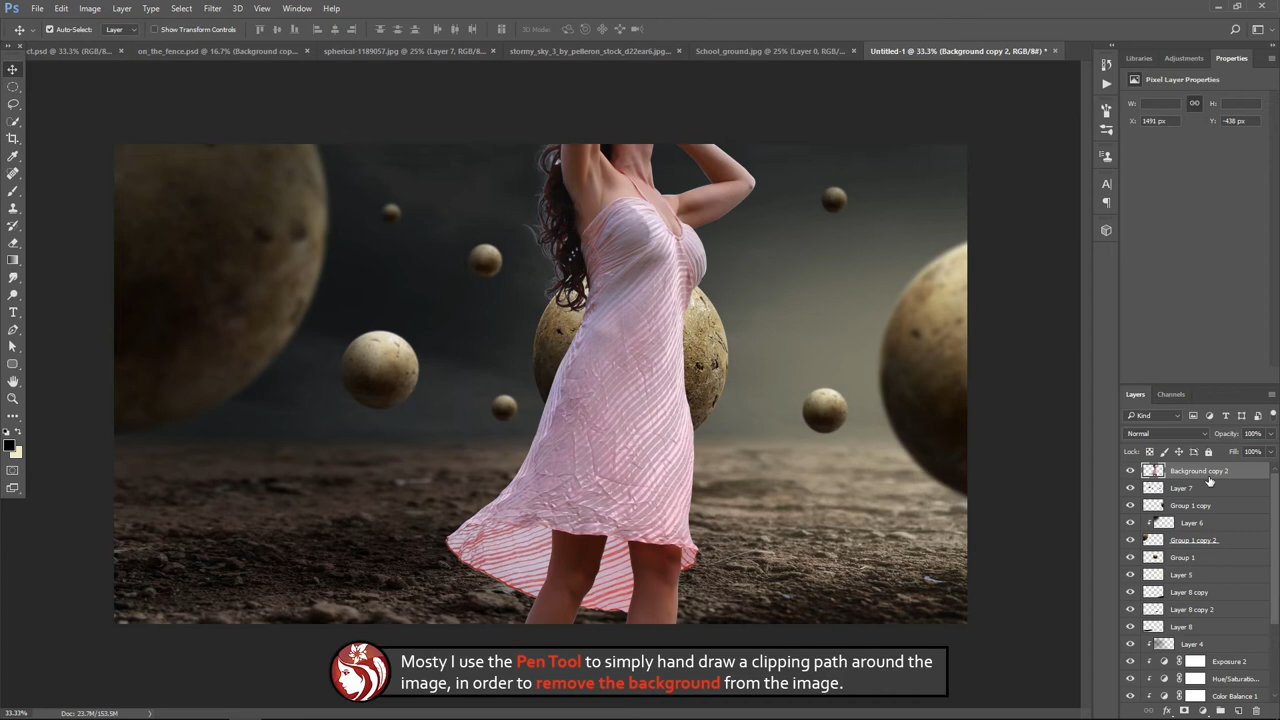 Ps File Edit Image Layer Type Select Filter 3D View Window Help
Auto-Select: Layer Show Transform Controls 3D Mode:
ct.psd @ 33.3% (RGB/8... × on_the_fence.psd @ 16.7% (Background cop... × spherical-1189057.jpg @ 25% (Layer 7, RGB/8... × stormy_sky_3_by_pelleron_stock_d22ear6.jpg... × School_ground.jpg @ 25% (Layer 0, RGB/8... × Untitled-1 @ 33.3% (Background copy 2, RGB/8#) * ×
Libraries Adjustments Properties
Pixel Layer Properties
W: H:
X: 1491 px Y: -438 px
Layers Channels
Kind
Normal Opacity: 100%
Lock: Fill: 100%
Background copy 2
Layer 7
Group 1 copy
Layer 6
Group 1 copy 2
Group 1
Layer 5
Layer 8 copy
Layer 8 copy 2
Layer 8
Layer 4
Exposure 2
Hue/Saturatio...
Color Balance 1
Mosty I use the Pen Tool to simply hand draw a clipping path around the
image, in order to remove the background from the image.
33.33% Doc: 23.7M/153.5M